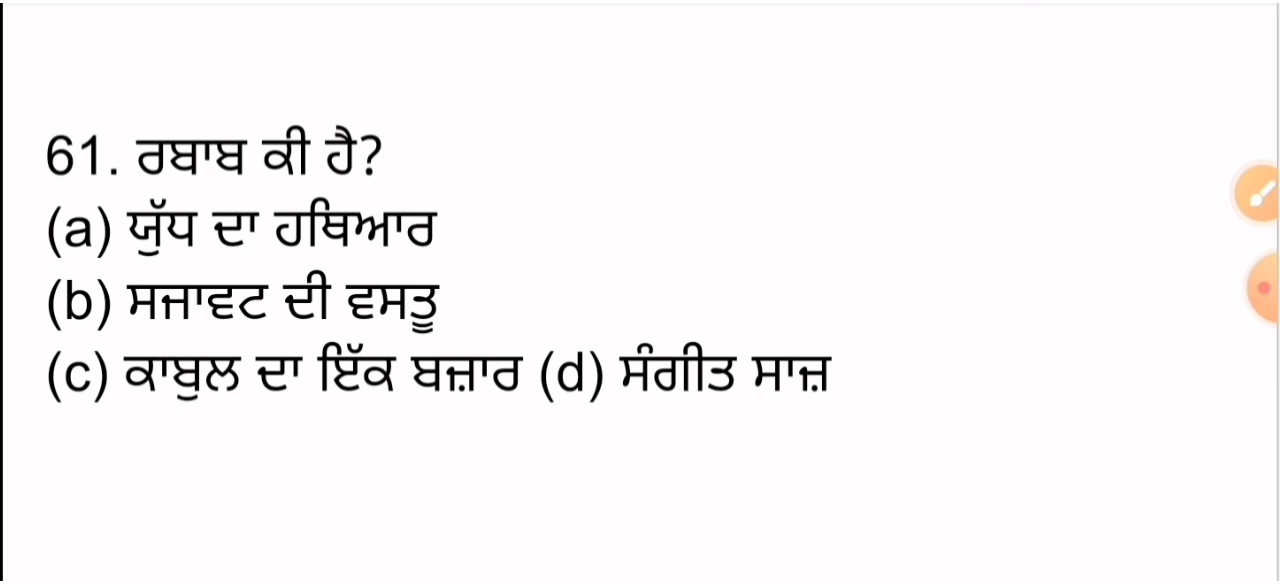 61. ਰਬਾਬ ਕੀ ਹੈ?
(a) ਯੁੱਧ ਦਾ ਹਥਿਆਰ
(b) ਸਜਾਵਟ ਦੀ ਵਸਤੂ
(c) ਕਾਬੁਲ ਦਾ ਇੱਕ ਬਜ਼ਾਰ (d) ਸੰਗੀਤ ਸਾਜ਼